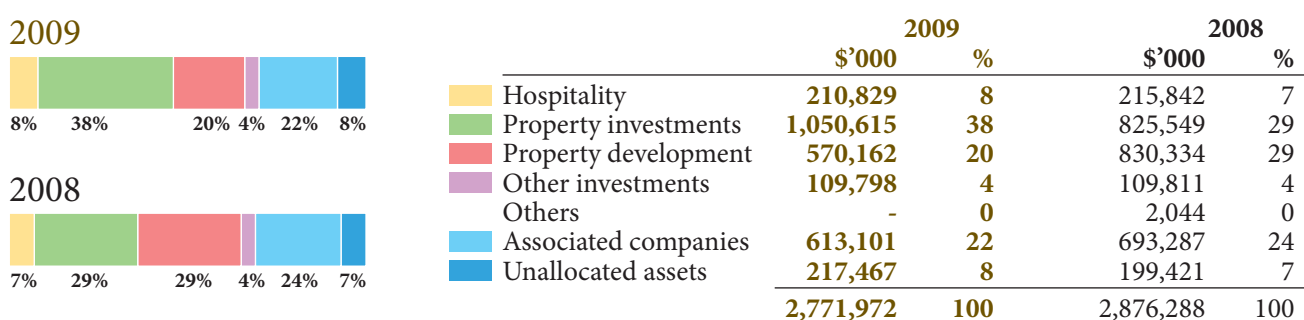 2009
8% 38% 20% 4% 22% 8%
2008
7% 29% 29% 4% 24% 7%
2009 2008
$'000 % $'000 %
Hospitality 210,829 8 215,842 7
Property investments 1,050,615 38 825,549 29
Property development 570,162 20 830,334 29
Other investments 109,798 4 109,811 4
Others - 0 2,044 0
Associated companies 613,101 22 693,287 24
Unallocated assets 217,467 8 199,421 7
2,771,972 100 2,876,288 100